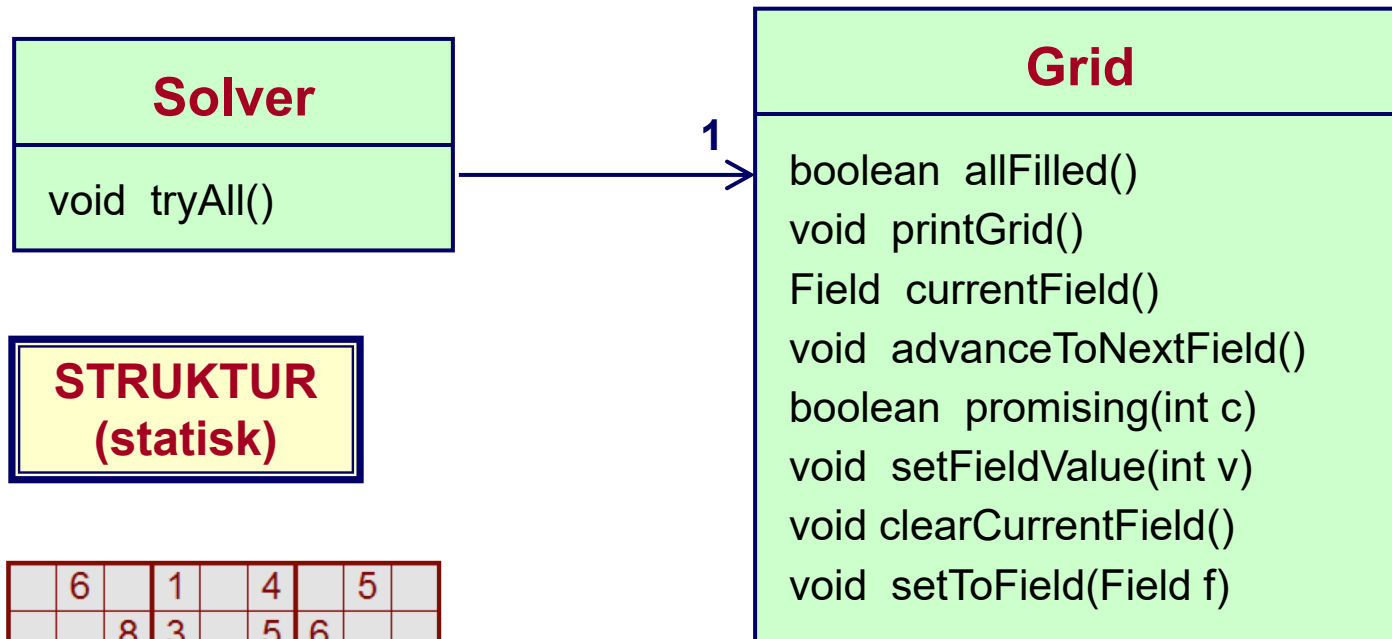 Solver
void tryAll()
1
Grid
boolean allFilled()
void printGrid()
Field currentField()
void advanceToNextField()
boolean promising(int c)
void setFieldValue(int v)
void clearCurrentField()
void setToField(Field f)
STRUKTUR
(statisk)
6 1 4 5
8 3 5 6